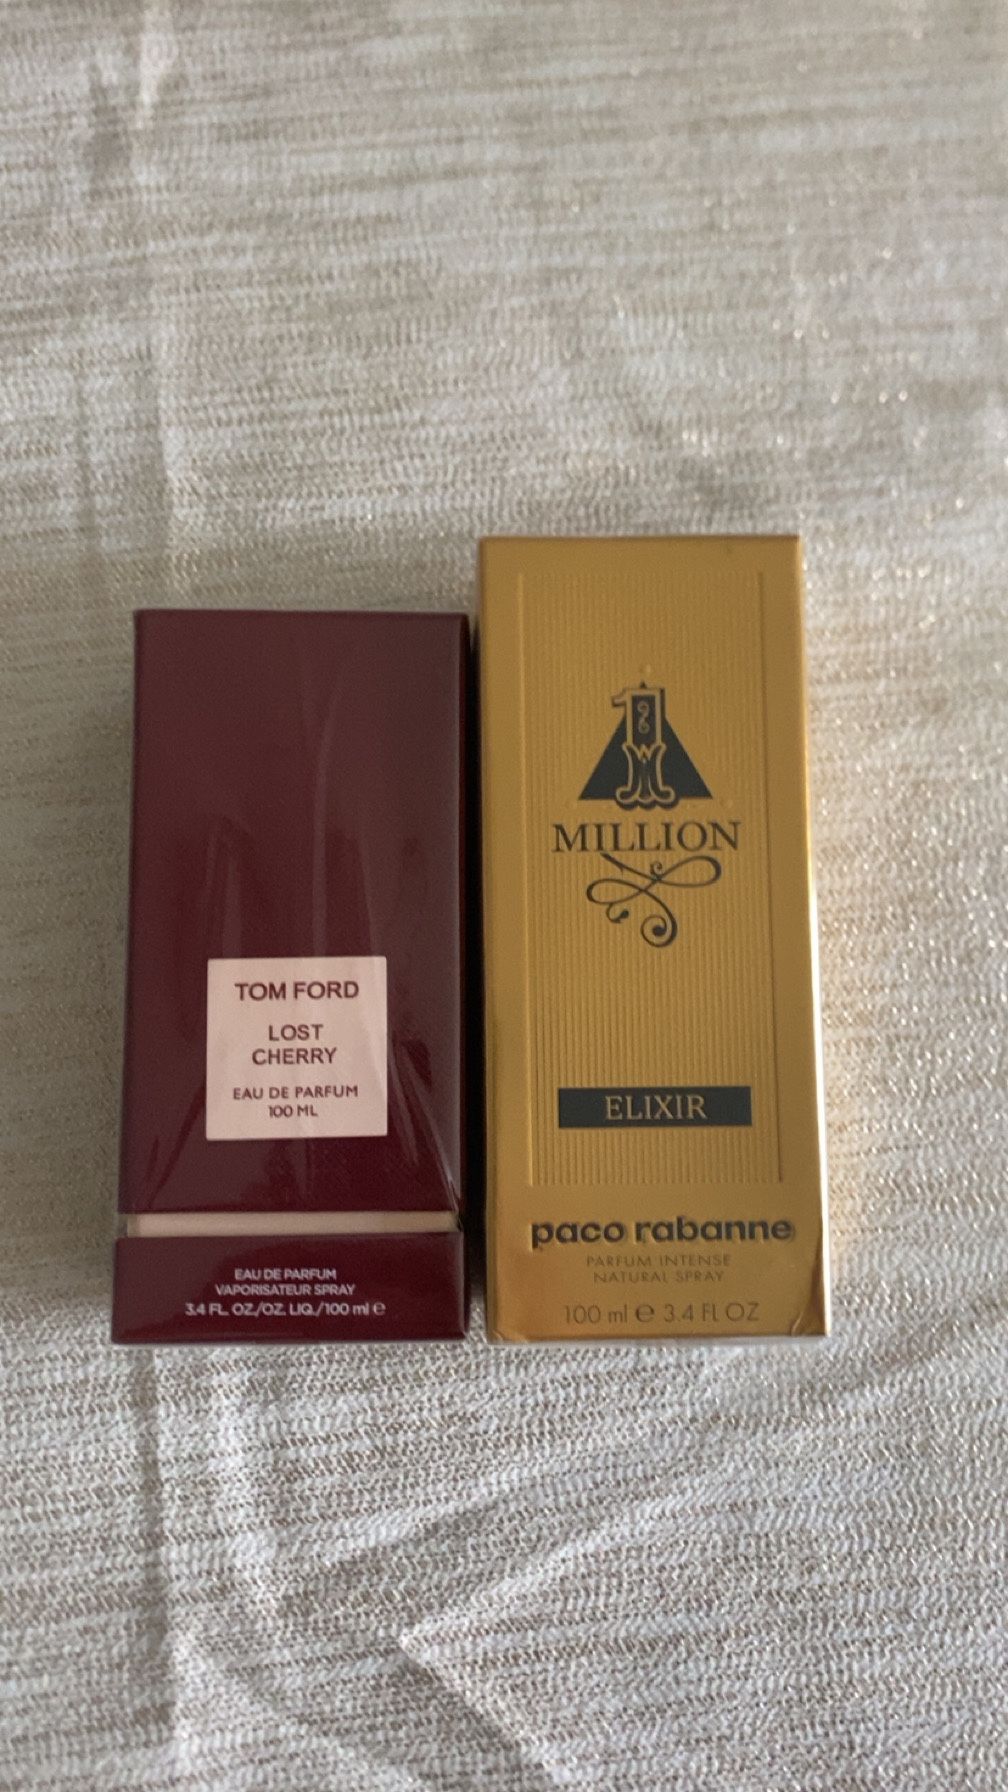 TOM FORD
LOST
CHERRY
EAU DE PARFUM
100 ML
EAU DE PARFUM
VAPORISATEUR SPRAY
3.4 FL. OZ./OZ. LIQ./100 ml e
1
MILLION
ELIXIR
paco rabanne
PARFUM INTENSE
NATURAL SPRAY
100 ml e 3.4 FL OZ